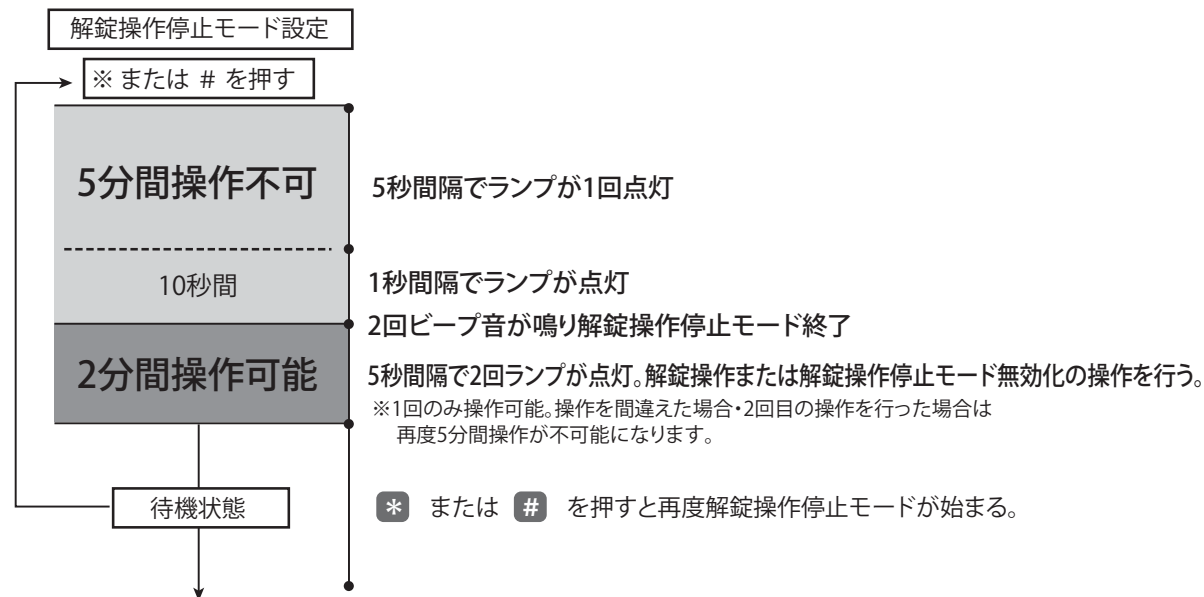 解錠操作停止モード設定
※ または # を押す
5分間操作不可
5秒間隔でランプが1回点灯
10秒間
1秒間隔でランプが点灯
2回ビープ音が鳴り解錠操作停止モード終了
2分間操作可能
5秒間隔で2回ランプが点灯。解錠操作または解錠操作停止モード無効化の操作を行う。
※1回のみ操作可能。操作を間違えた場合・2回目の操作を行った場合は
再度5分間操作が不可能になります。
待機状態
* または # を押すと再度解錠操作停止モードが始まる。